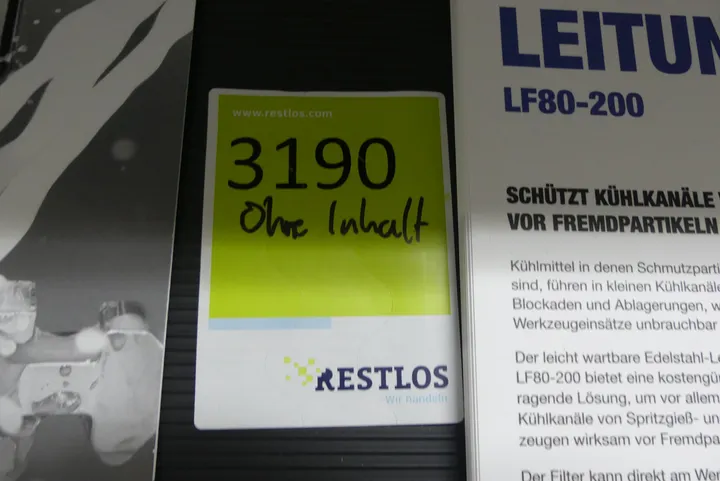 www.restlos.com
3190
Ohne Inhalt
RESTLOS
Wir handeln
LEITUN
LF80-200
SCHÜTZT KÜHLKANÄLE
VOR FREMDPARTIKELN
Kühlmittel in denen Schmutzparti
sind, führen in kleinen Kühlkanäle
Blockaden und Ablagerungen, w
Werkzeugeinsätze unbrauchbar
Der leicht wartbare Edelstahl-Le
LF80-200 bietet eine kostengün
ragende Lösung, um vor allem
Kühlkanäle von Spritzgieß- un
zeugen wirksam vor Fremdpa
Der Filter kann direkt am Wer